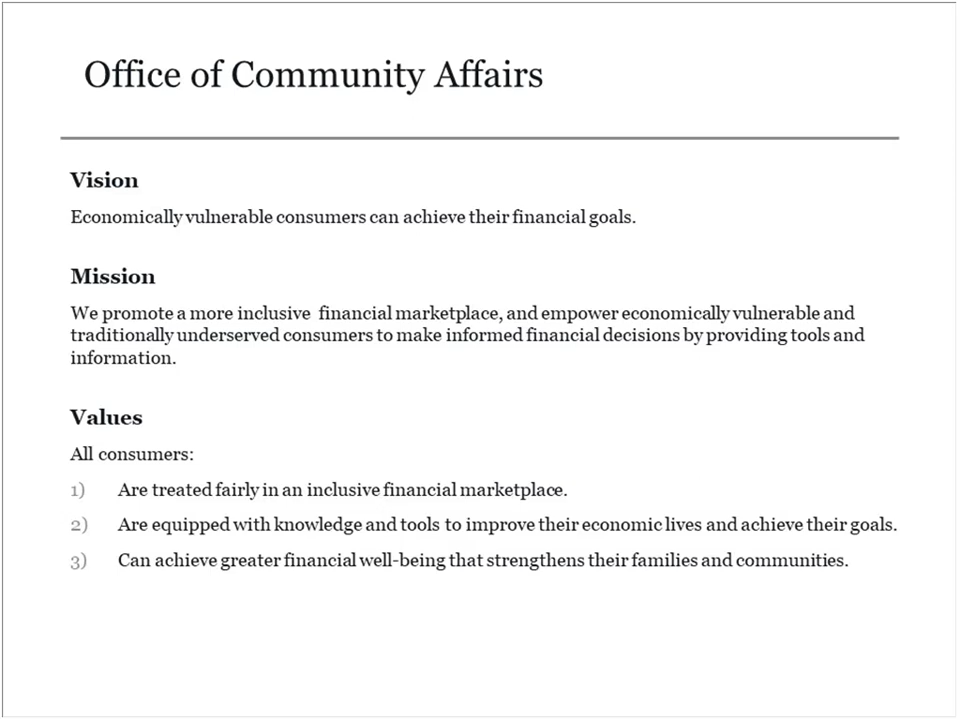 Office of Community Affairs
Vision
Economically vulnerable consumers can achieve their financial goals.
Mission
We promote a more inclusive  financial marketplace, and empower economically vulnerable and
traditionally underserved consumers to make informed financial decisions by providing tools and
information.
Values
All consumers:
1) Are treated fairly in an inclusive financial marketplace.
2) Are equipped with knowledge and tools to improve their economic lives and achieve their goals.
3) Can achieve greater financial well-being that strengthens their families and communities.